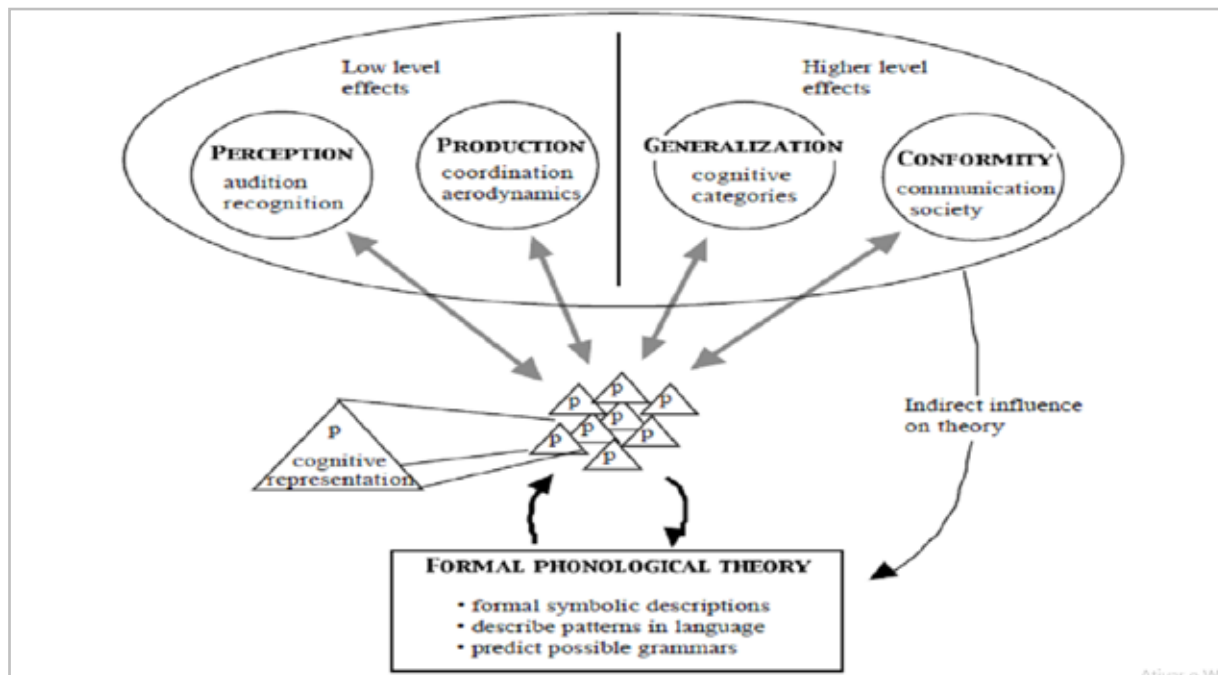 Low level
effects
Higher level
effects
PERCEPTION
audition
recognition
PRODUCTION
coordination
aerodynamics
GENERALIZATION
cognitive
categories
CONFORMITY
communication
society
p
p
p
p
p
p
p
p
p
cognitive
representation
Indirect influence
on theory
FORMAL PHONOLOGICAL THEORY
• formal symbolic descriptions
• describe patterns in language
• predict possible grammars